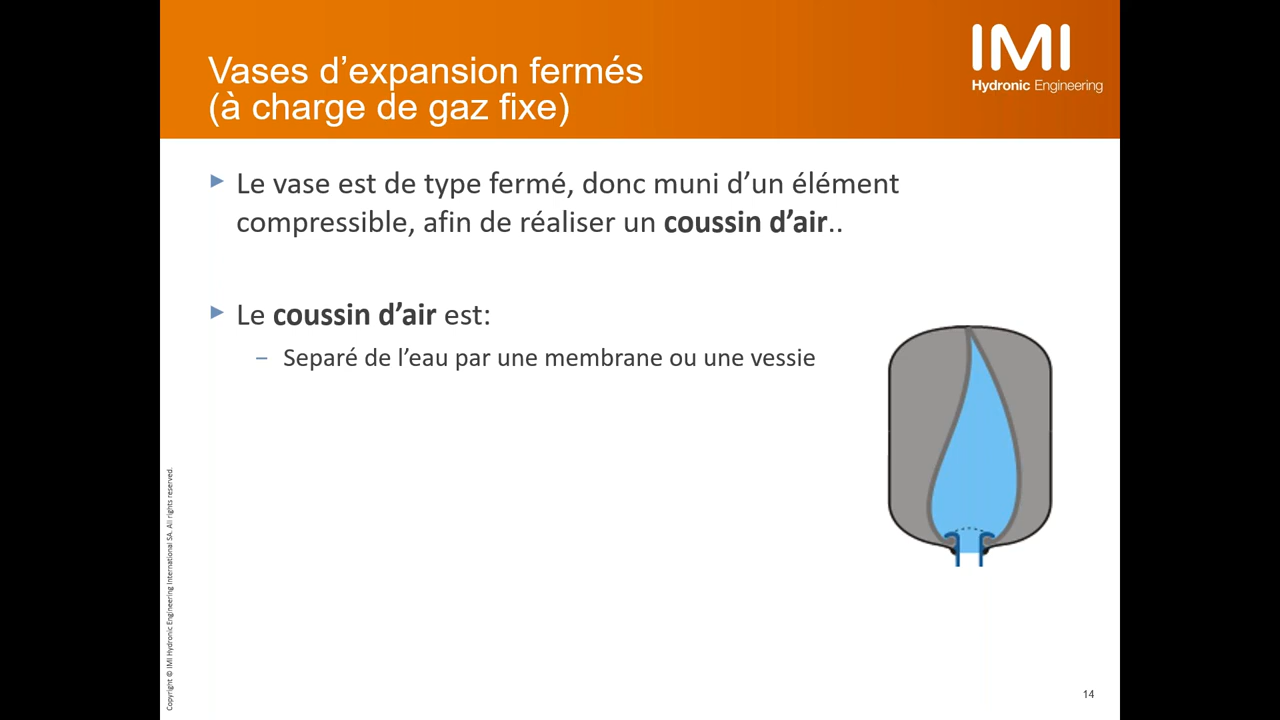 Vases d’expansion fermés
(à charge de gaz fixe)
IMI
Hydronic Engineering
Le vase est de type fermé, donc muni d’un élément
compressible, afin de réaliser un coussin d’air..
Le coussin d’air est:
– Separé de l’eau par une membrane ou une vessie
Copyright © IMI Hydronic Engineering International SA. All rights reserved.
14